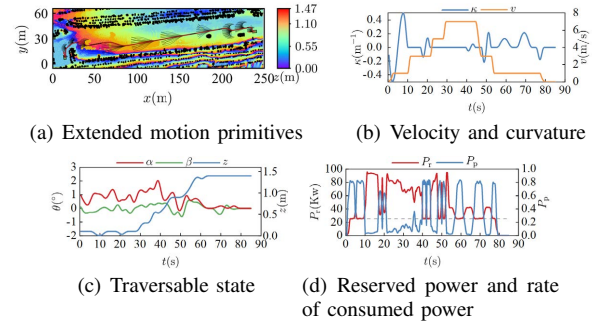 60
30
0
y(m)
0 50 100 150 200 250
x(m)
1.47
1.10
0.55
0.00
z(m)
(a) Extended motion primitives
κ v
0.4
0.2
0.0
-0.2
-0.4
κ(m⁻¹)
8
6
4
2
0
v(m/s)
0 10 20 30 40 50 60 70 80 90
t(s)
(b) Velocity and curvature
α β z
3
2
1
0
-1
-2
θ(°)
1.5
1.0
0.5
0.0
z(m)
0 10 20 30 40 50 60 70 80 90
t(s)
(c) Traversable state
Pr Pp
100
80
60
40
20
0
Pr(Kw)
1.0
0.8
0.6
0.4
0.2
0.0
Pp
0 10 20 30 40 50 60 70 80 90
t(s)
(d) Reserved power and rate
of consumed power